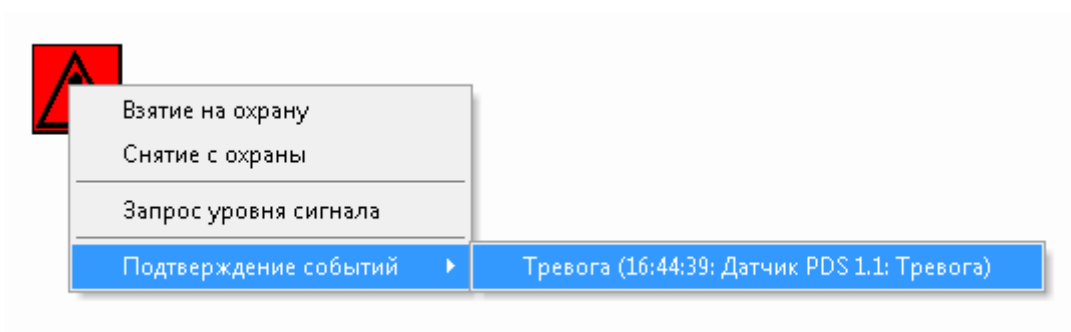 Взятие на охрану
Снятие с охраны
Запрос уровня сигнала
Подтверждение событий
Тревога (16:44:39: Датчик PDS 1.1: Тревога)